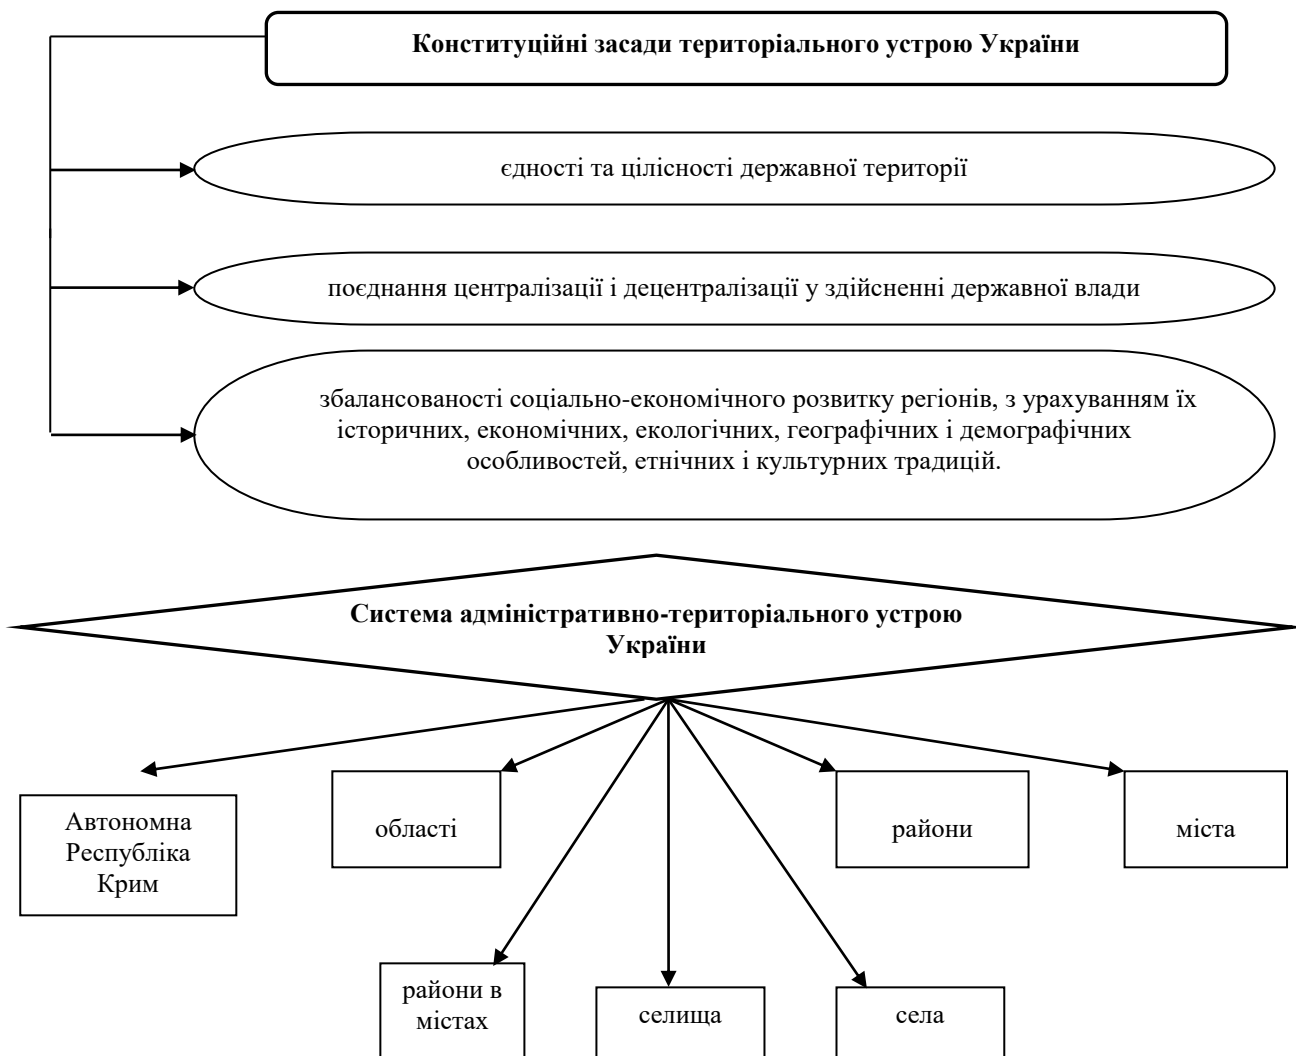 Конституційні засади територіального устрою України
єдності та цілісності державної території
поєднання централізації і децентралізації у здійсненні державної влади
збалансованості соціально-економічного розвитку регіонів, з урахуванням їх
історичних, економічних, екологічних, географічних і демографічних
особливостей, етнічних і культурних традицій.
Система адміністративно-територіального устрою
України
Автономна
Республіка
Крим
області
райони
міста
райони в
містах
селища
села